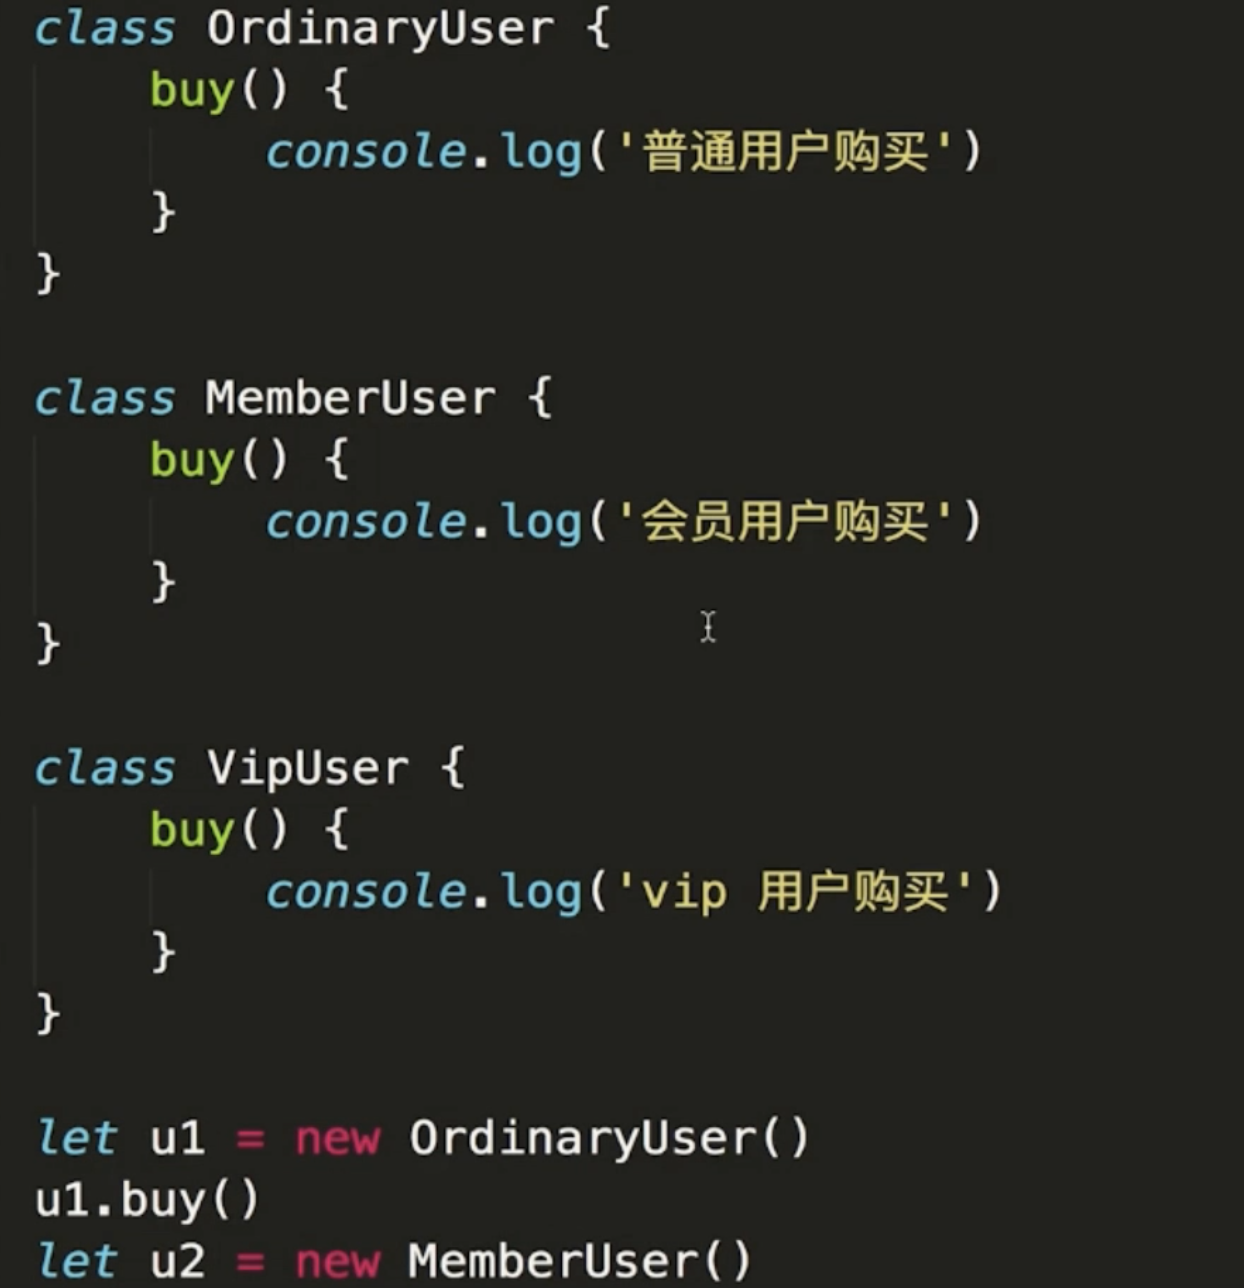 class OrdinaryUser {
    buy() {
        console.log('普通用户购买')
    }
}

class MemberUser {
    buy() {
        console.log('会员用户购买')
    }
}

class VipUser {
    buy() {
        console.log('vip 用户购买')
    }
}

let u1 = new OrdinaryUser()
u1.buy()
let u2 = new MemberUser()